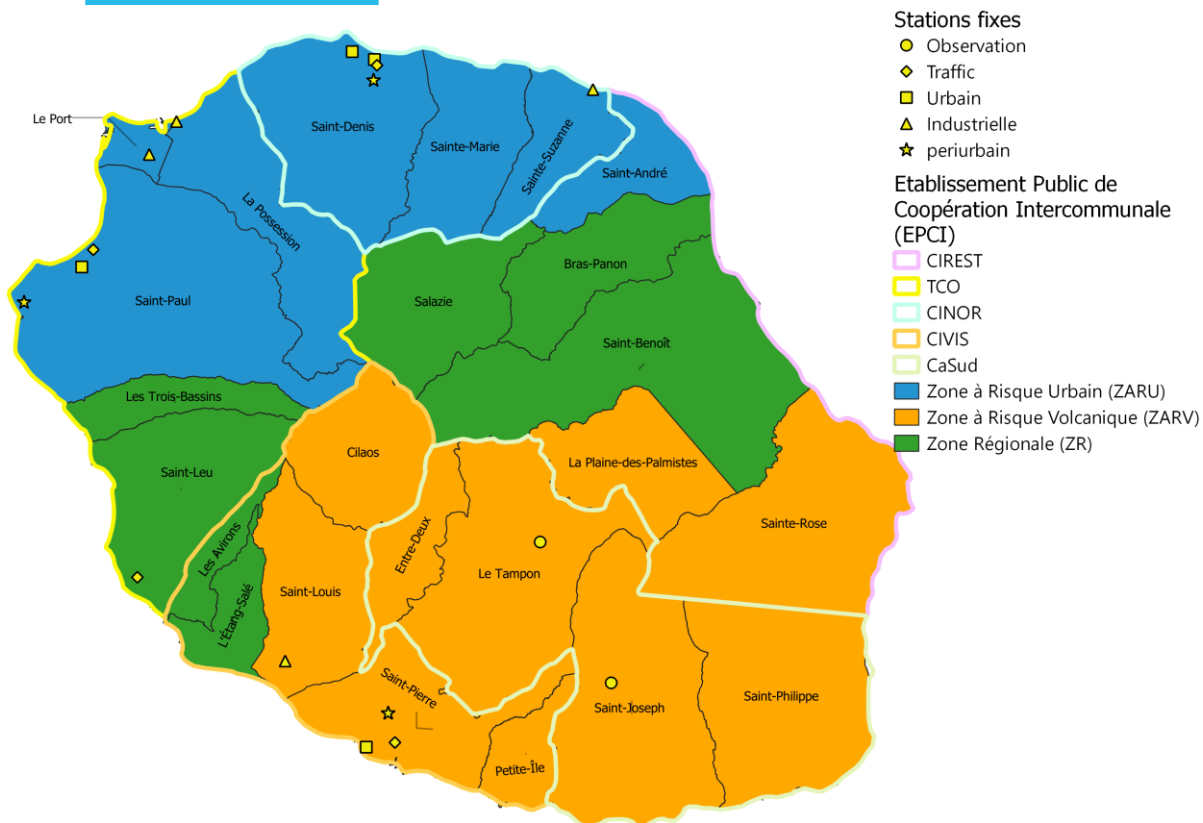 Stations fixes
Observation
Traffic
Urbain
Industrielle
periurbain
Etablissement Public de
Coopération Intercommunale
(EPCI)
CIREST
TCO
CINOR
CIVIS
CaSud
Zone à Risque Urbain (ZARU)
Zone à Risque Volcanique (ZARV)
Zone Régionale (ZR)
Le Port
Saint-Denis
Sainte-Marie
Sainte-Suzanne
Saint-André
La Possession
Saint-Paul
Bras-Panon
Salazie
Saint-Benoît
Les Trois-Bassins
Cilaos
La Plaine-des-Palmistes
Saint-Leu
Sainte-Rose
Les Avirons
Entre-Deux
Le Tampon
Saint-Louis
L'Étang-Salé
Saint-Pierre
Saint-Joseph
Saint-Philippe
Petite-Île